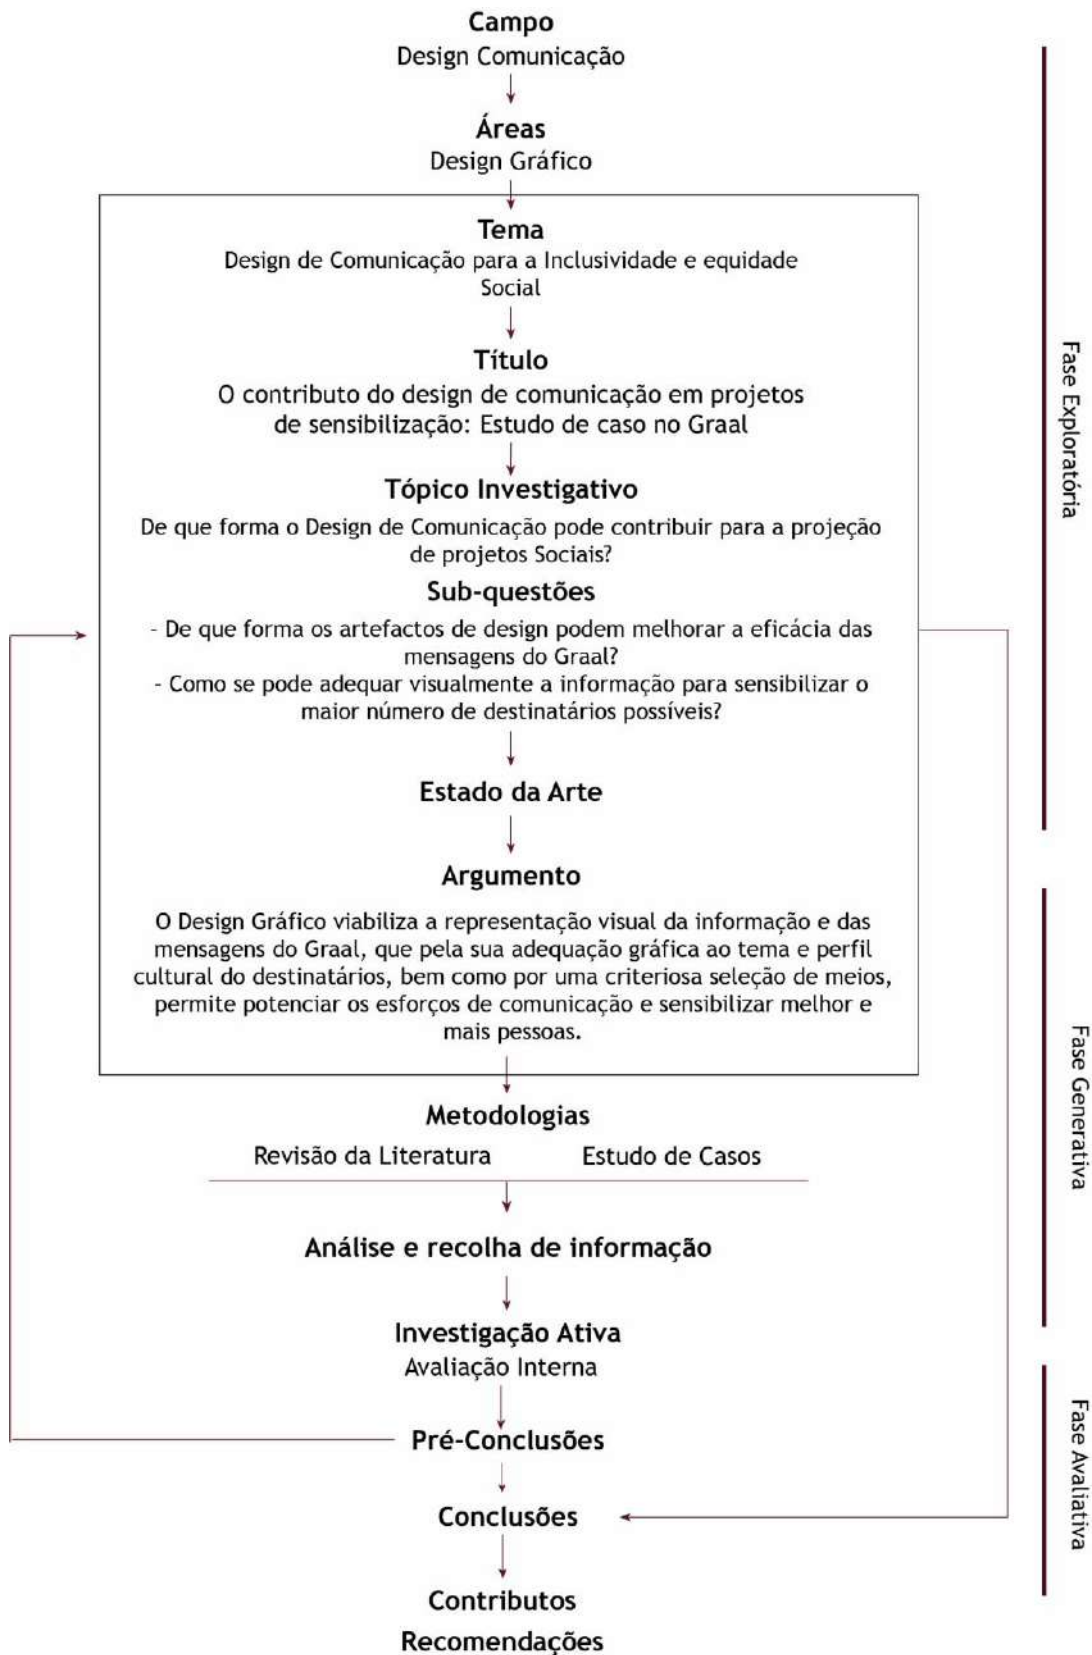 Campo
Design Comunicação
Áreas
Design Gráfico
Tema
Design de Comunicação para a Inclusividade e equidade
Social
Título
O contributo do design de comunicação em projetos
de sensibilização: Estudo de caso no Graal
Tópico Investigativo
De que forma o Design de Comunicação pode contribuir para a projeção
de projetos Sociais?
Sub-questões
- De que forma os artefactos de design podem melhorar a eficácia das
mensagens do Graal?
- Como se pode adequar visualmente a informação para sensibilizar o
maior número de destinatários possíveis?
Estado da Arte
Argumento
O Design Gráfico viabiliza a representação visual da informação e das
mensagens do Graal, que pela sua adequação gráfica ao tema e perfil
cultural do destinatários, bem como por uma criteriosa seleção de meios,
permite potenciar os esforços de comunicação e sensibilizar melhor e
mais pessoas.
Metodologias
Revisão da Literatura
Estudo de Casos
Análise e recolha de informação
Investigação Ativa
Avaliação Interna
Pré-Conclusões
Conclusões
Contributos
Recomendações
Fase Exploratória
Fase Generativa
Fase Avaliativa